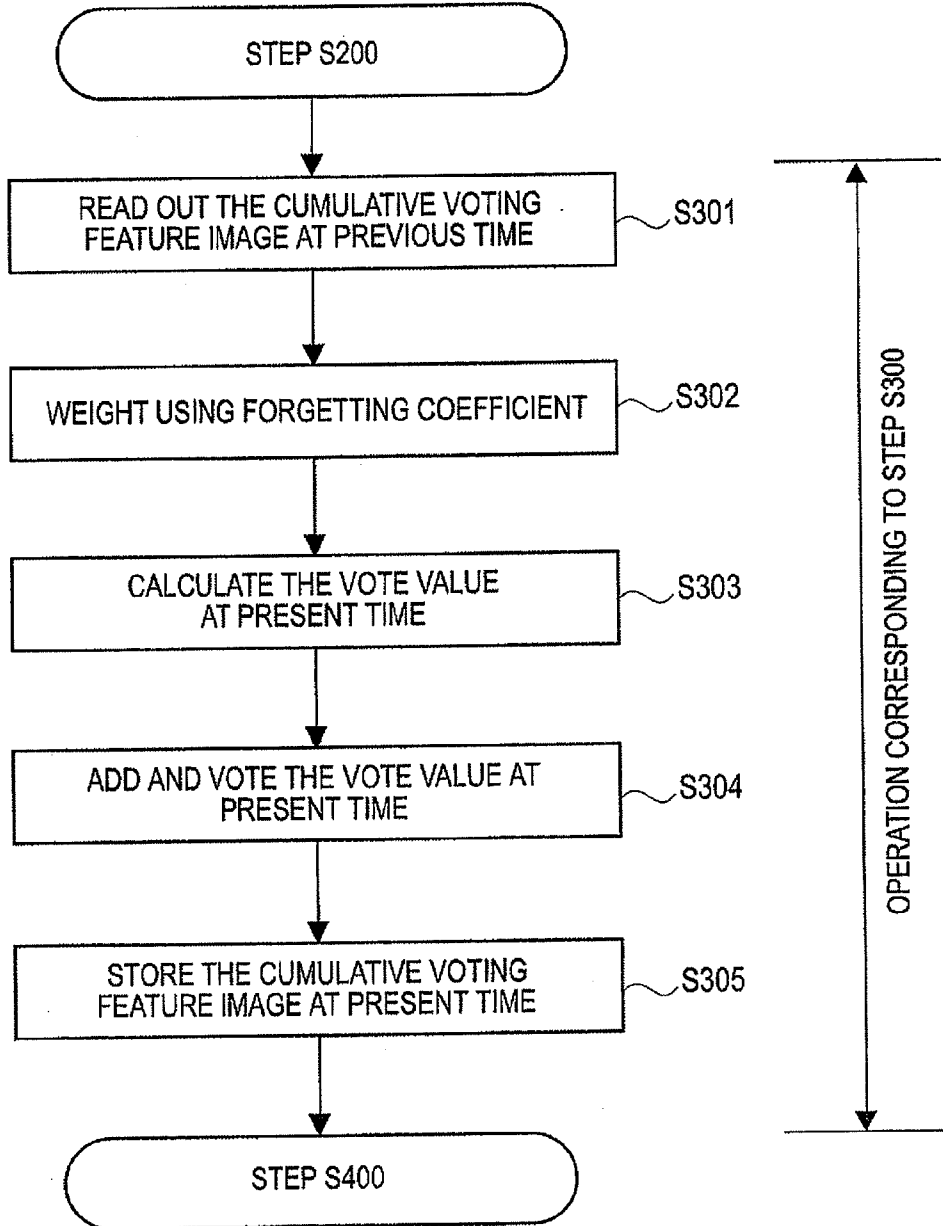 STEP S200
READ OUT THE CUMULATIVE VOTING
FEATURE IMAGE AT PREVIOUS TIME
S301
WEIGHT USING FORGETTING COEFFICIENT
S302
CALCULATE THE VOTE VALUE
AT PRESENT TIME
S303
ADD AND VOTE THE VOTE VALUE AT
PRESENT TIME
S304
STORE THE CUMULATIVE VOTING
FEATURE IMAGE AT PRESENT TIME
S305
STEP S400
OPERATION CORRESPONDING TO STEP S300